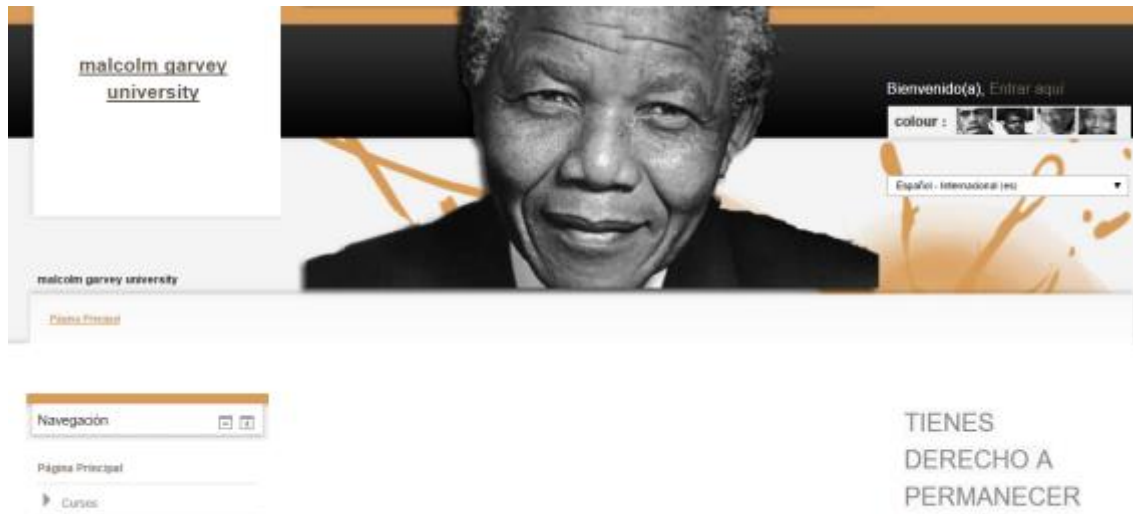 malcolm garvey
university
Bienvenido(a), Entrar aquí
colour :
Español - Internacional (es)
malcolm garvey university
Página Principal
Navegación
Página Principal
Cursos
TIENES
DERECHO A
PERMANECER